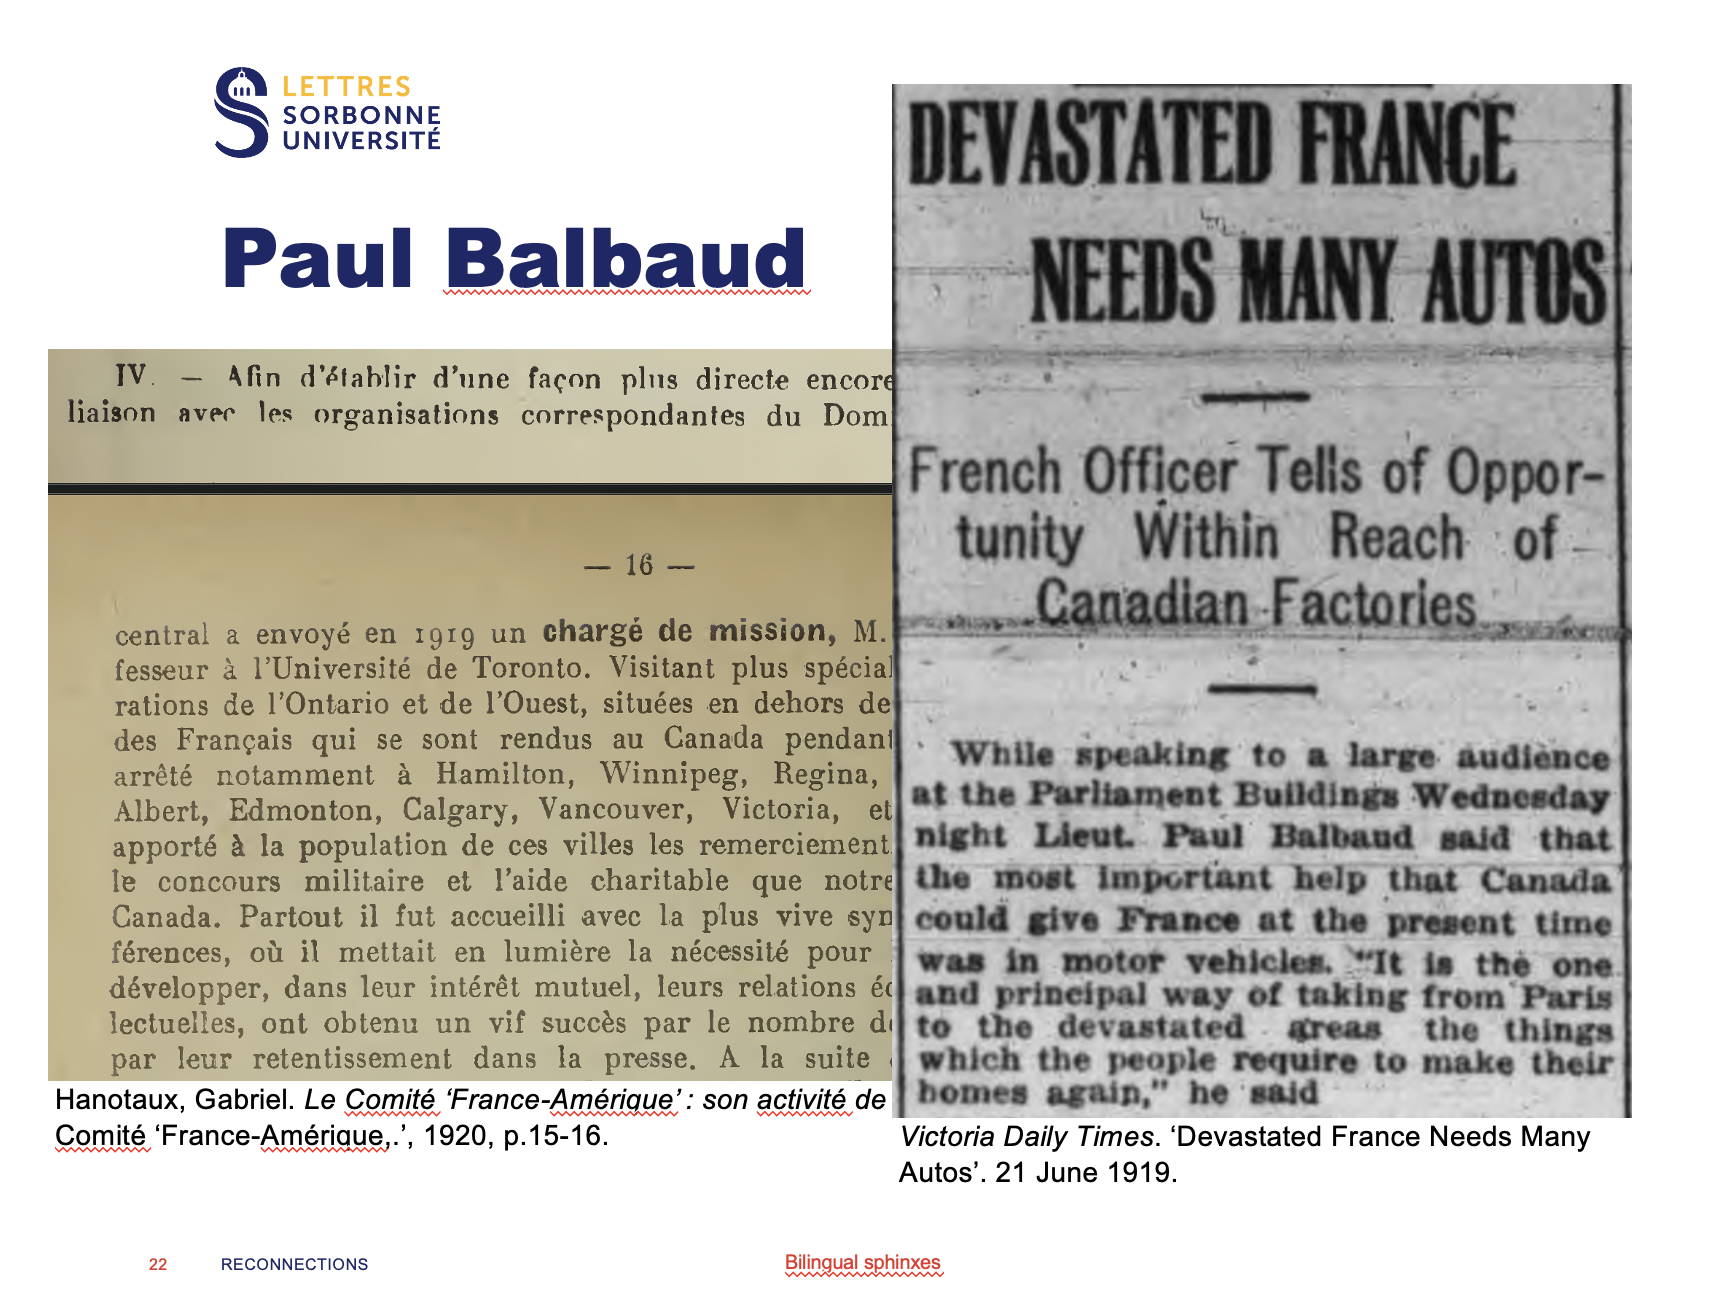 LETTRES
SORBONNE
UNIVERSITÉ
Paul Balbaud
IV. — Afin d'établir d'une façon plus directe encore
liaison avec les organisations correspondantes du Dom
— 16 —
central a envoyé en 1919 un chargé de mission, M.
fesseur à l'Université de Toronto. Visitant plus spécial
rations de l'Ontario et de l'Ouest, situées en dehors de
des Français qui se sont rendus au Canada pendant
arrêté notamment à Hamilton, Winnipeg, Regina,
Albert, Edmonton, Calgary, Vancouver, Victoria, et
apporté à la population de ces villes les remerciement
le concours militaire et l'aide charitable que notre
Canada. Partout il fut accueilli avec la plus vive syn
férences, où il mettait en lumière la nécessité pour
développer, dans leur intérêt mutuel, leurs relations éc
lectuelles, ont obtenu un vif succès par le nombre de
par leur retentissement dans la presse. A la suite
Hanotaux, Gabriel. Le Comité ‘France-Amérique’ : son activité de
Comité ‘France-Amérique,.’, 1920, p.15-16.
DEVASTATED FRANCE
NEEDS MANY AUTOS
French Officer Tells of Oppor-
tunity Within Reach of
Canadian Factories
While speaking to a large audience
at the Parliament Buildings Wednesday
night Lieut. Paul Balbaud said that
the most important help that Canada
could give France at the present time
was in motor vehicles. "It is the one
and principal way of taking from Paris
to the devastated areas the things
which the people require to make their
homes again," he said
Victoria Daily Times. ‘Devastated France Needs Many
Autos’. 21 June 1919.
22
RECONNECTIONS
Bilingual sphinxes